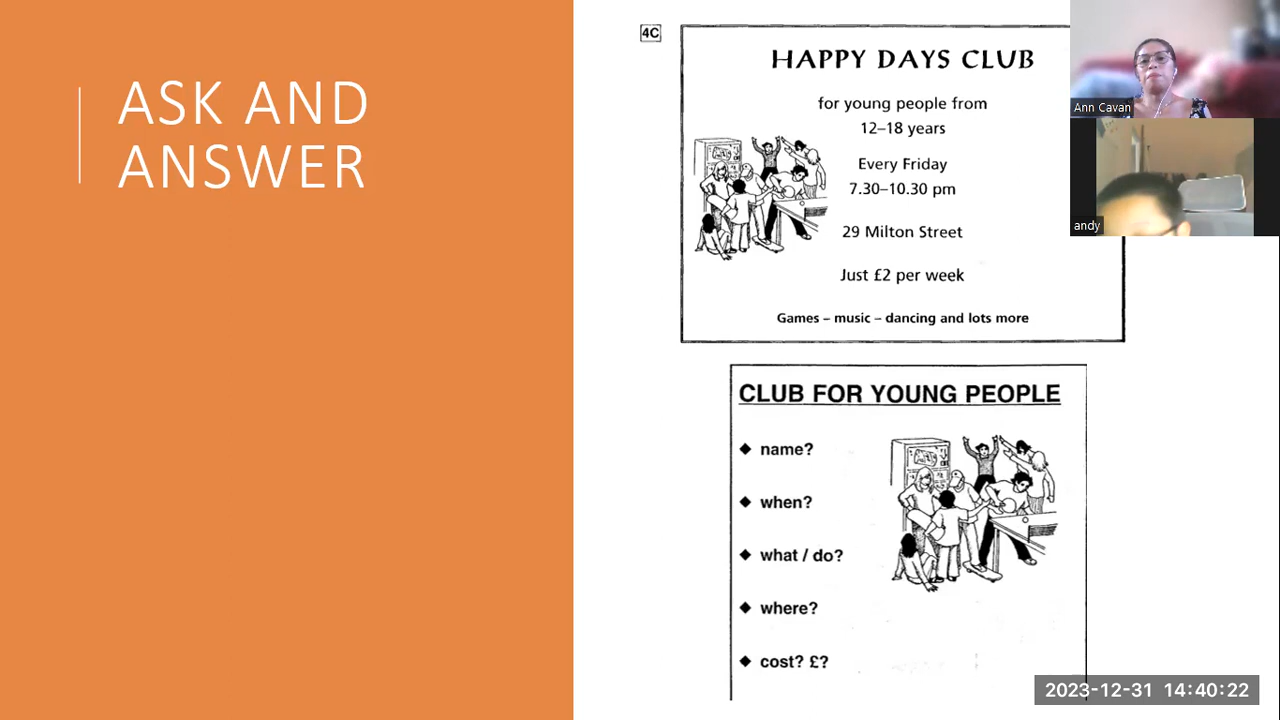 ASK AND
ANSWER
4C
HAPPY DAYS CLUB
for young people from
12–18 years
Every Friday
7.30–10.30 pm
29 Milton Street
Just £2 per week
Games – music – dancing and lots more
CLUB FOR YOUNG PEOPLE
◆ name?
◆ when?
◆ what / do?
◆ where?
◆ cost? £?
Ann Cavan
andy
2023-12-31 14:40:22